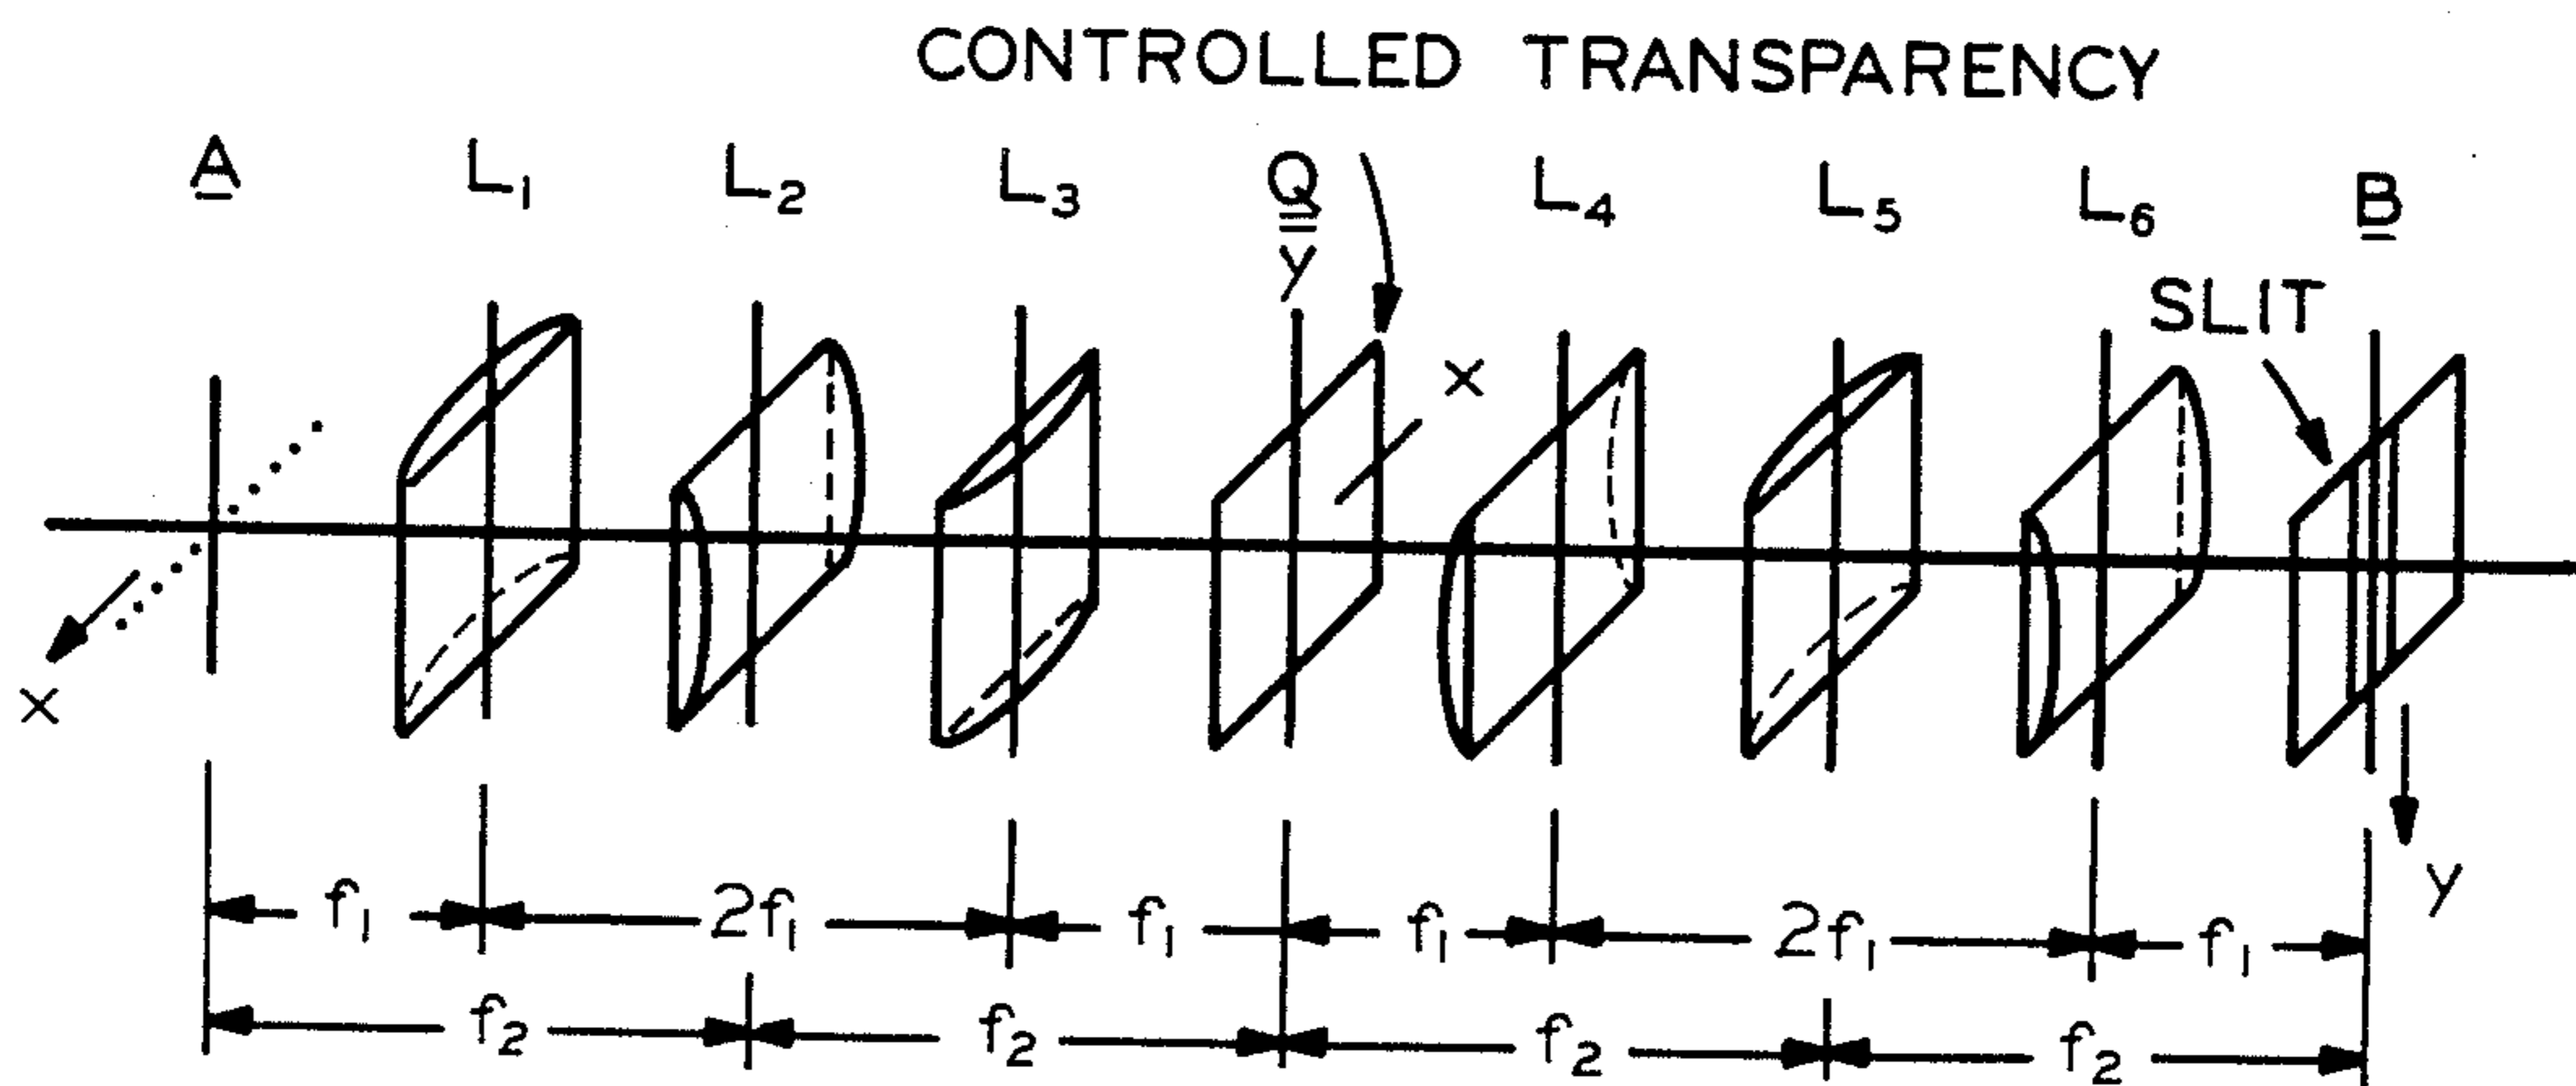 CONTROLLED TRANSPARENCY
A L₁ L₂ L₃ Q L₄ L₅ L₆ B
y
SLIT
x
x
y
f₁ 2f₁ f₁ f₁ 2f₁ f₁
f₂ f₂ f₂ f₂